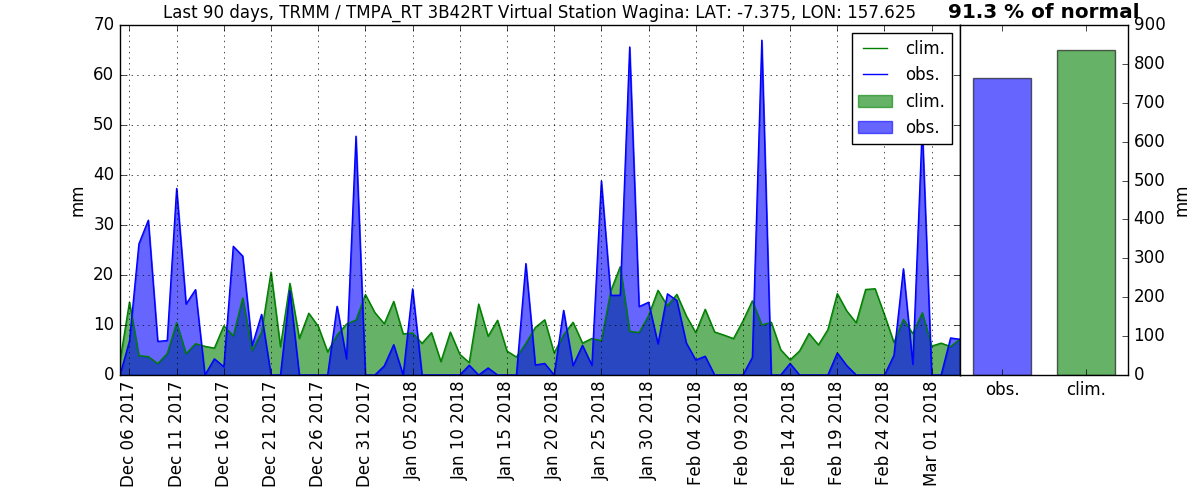 Last 90 days, TRMM / TMPA_RT 3B42RT Virtual Station Wagina: LAT: -7.375, LON: 157.625
91.3 % of normal
70
60
50
40
30
20
10
0
mm
clim.
obs.
clim.
obs.
900
800
700
600
500
400
300
200
100
0
mm
obs.
clim.
Dec 06 2017
Dec 11 2017
Dec 16 2017
Dec 21 2017
Dec 26 2017
Dec 31 2017
Jan 05 2018
Jan 10 2018
Jan 15 2018
Jan 20 2018
Jan 25 2018
Jan 30 2018
Feb 04 2018
Feb 09 2018
Feb 14 2018
Feb 19 2018
Feb 24 2018
Mar 01 2018